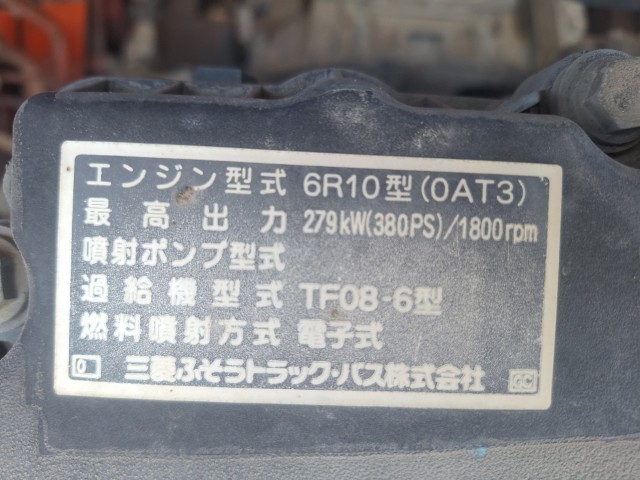 エンジン型式 6R10型(0AT3)
最高出力 279kW(380PS)/1800rpm
噴射ポンプ型式
過給機型式 TF08-6型
燃料噴射方式 電子式
0 三菱ふそうトラック・バス株式会社 GC